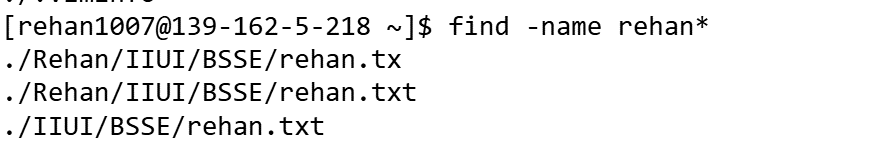 [rehan1007@139-162-5-218 ~]$ find -name rehan*
./Rehan/IIUI/BSSE/rehan.tx
./Rehan/IIUI/BSSE/rehan.txt
./IIUI/BSSE/rehan.txt